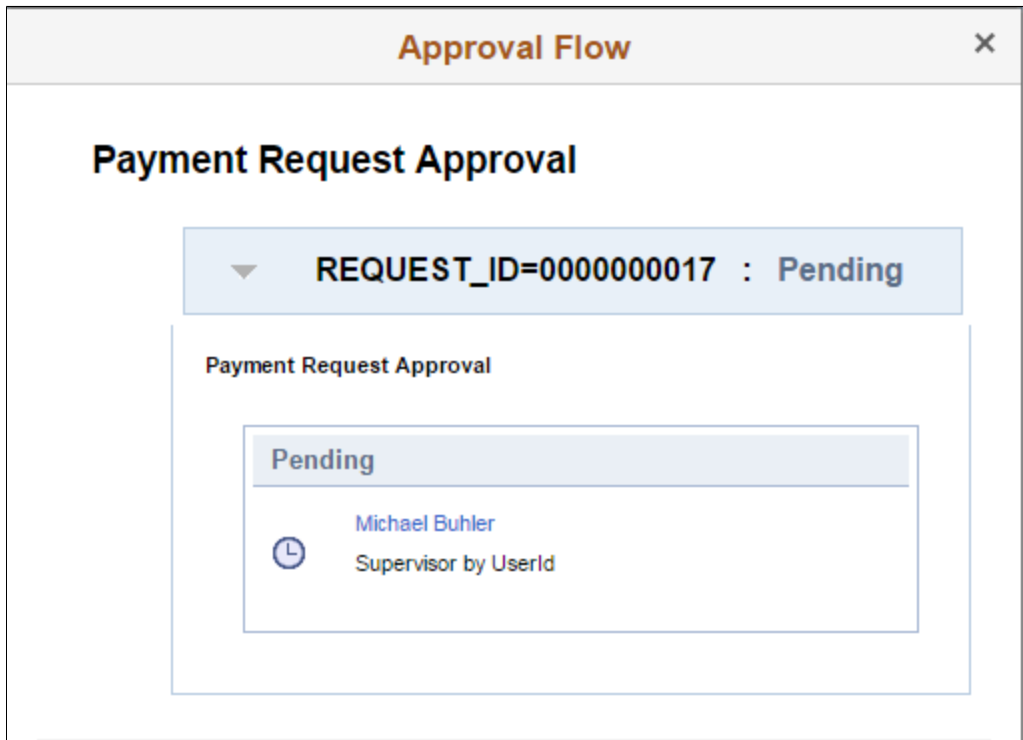 Approval Flow
Payment Request Approval
REQUEST_ID=0000000017 : Pending
Payment Request Approval
Pending
Michael Buhler
Supervisor by UserId